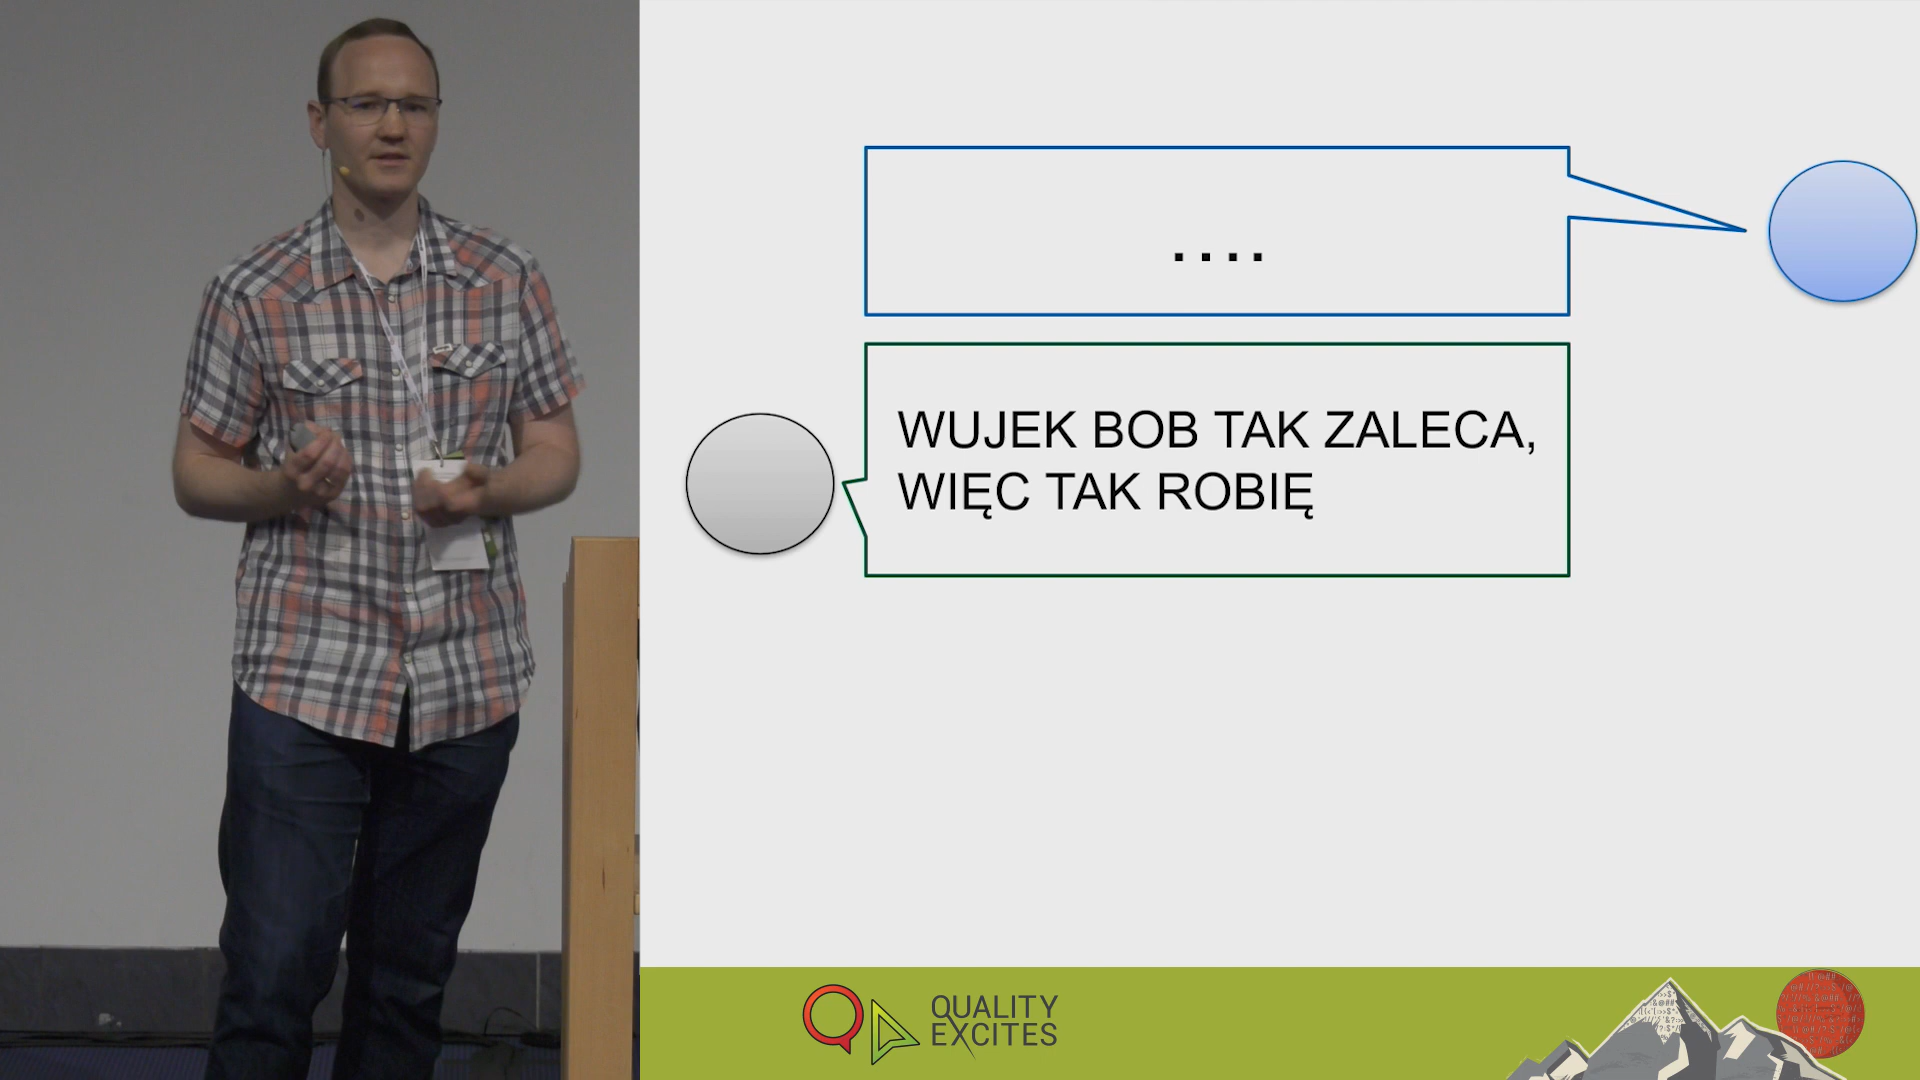 ....
WUJEK BOB TAK ZALECA,
WIĘC TAK ROBIĘ
QUALITY
EXCITES